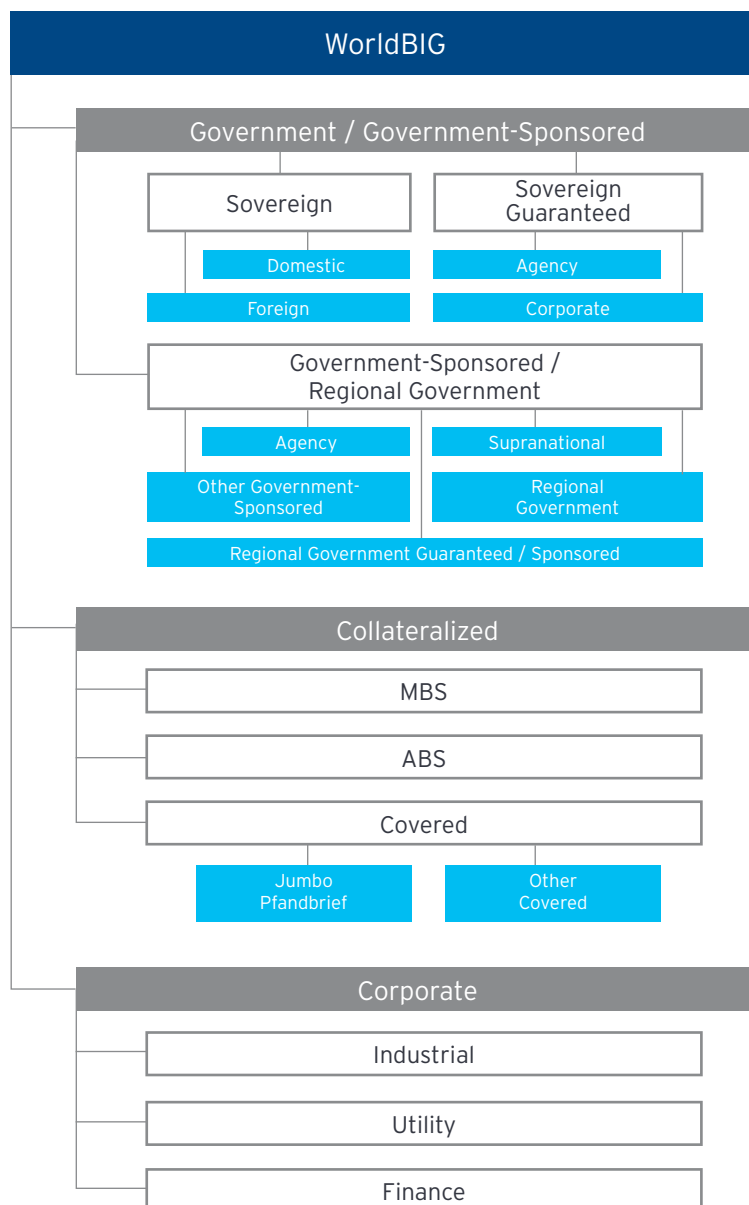 WorldBIG
Government / Government-Sponsored
Sovereign
Sovereign
Guaranteed
Domestic
Agency
Foreign
Corporate
Government-Sponsored /
Regional Government
Agency
Supranational
Other Government-
Sponsored
Regional
Government
Regional Government Guaranteed / Sponsored
Collateralized
MBS
ABS
Covered
Jumbo
Pfandbrief
Other
Covered
Corporate
Industrial
Utility
Finance